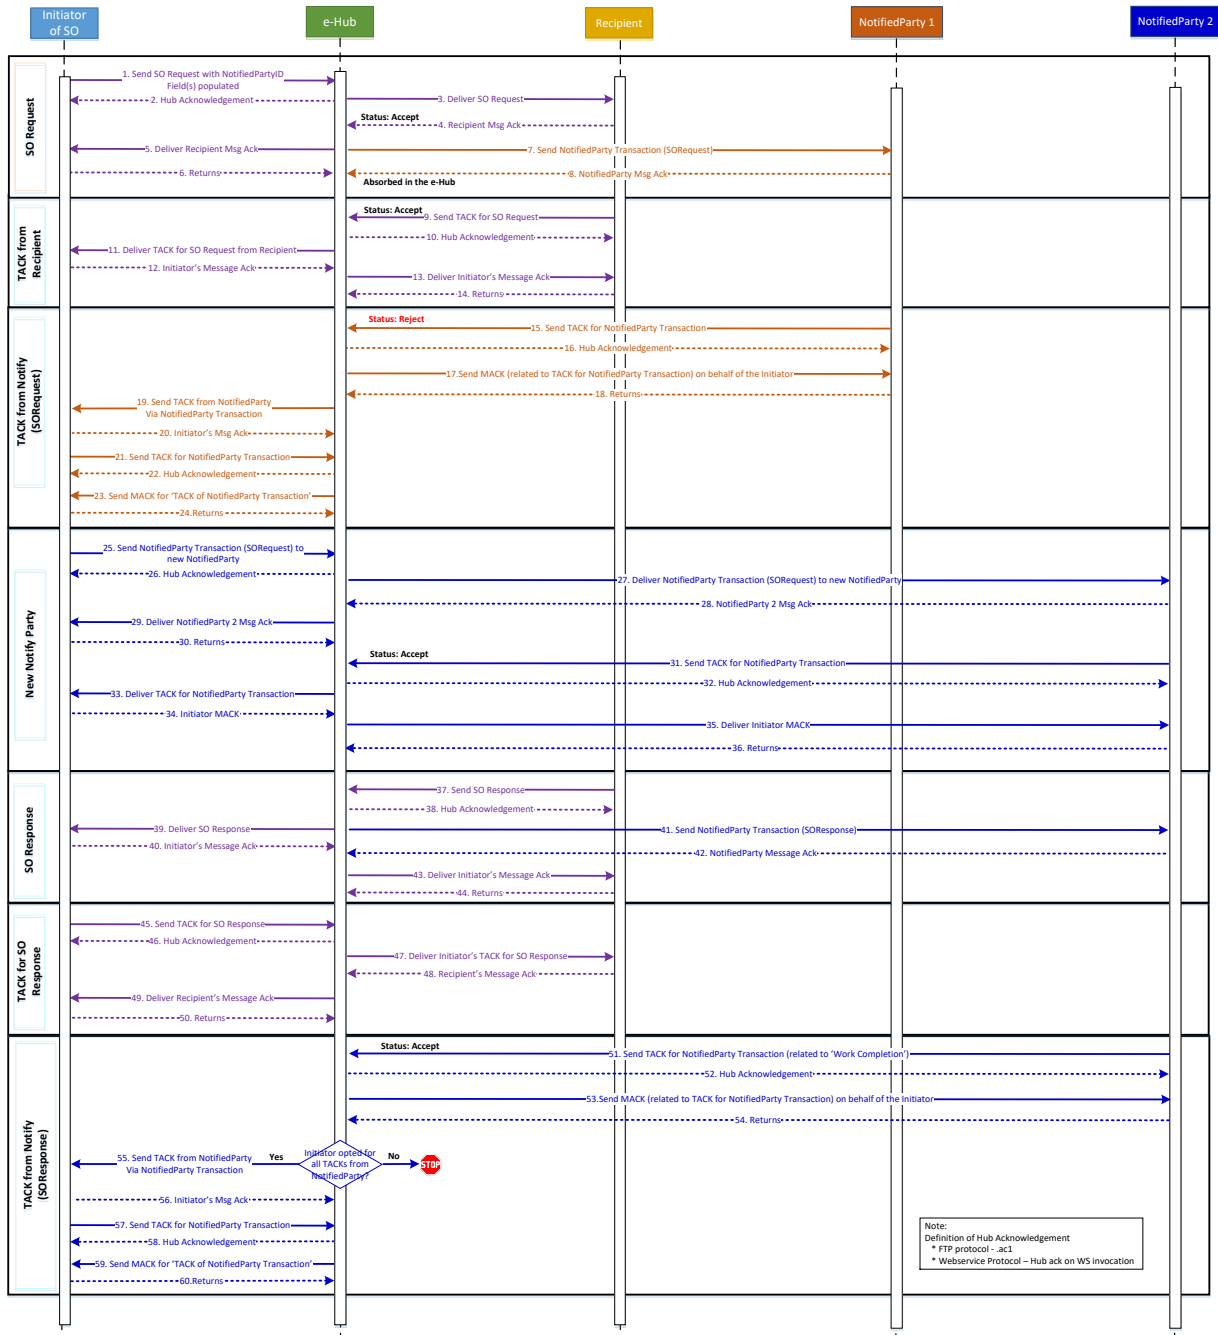 Initiator
of SO
e-Hub
Recipient
NotifiedParty 1
NotifiedParty 2
SO Request
1. Send SO Request with NotifiedPartyID
Field(s) populated
2. Hub Acknowledgement
3. Deliver SO Request
Status: Accept
4. Recipient Msg Ack
5. Deliver Recipient Msg Ack
7. Send NotifiedParty Transaction (SORequest)
6. Returns
8. NotifiedParty Msg Ack
Absorbed in the e-Hub
TACK from
Recipient
Status: Accept
9. Send TACK for SO Request
10. Hub Acknowledgement
11. Deliver TACK for SO Request from Recipient
12. Initiator's Message Ack
13. Deliver Initiator's Message Ack
14. Returns
TACK from Notify
(SORequest)
Status: Reject
15. Send TACK for NotifiedParty Transaction
16. Hub Acknowledgement
17.Send MACK (related to TACK for NotifiedParty Transaction) on behalf of the Initiator
18. Returns
19. Send TACK from NotifiedParty
Via NotifiedParty Transaction
20. Initiator's Msg Ack
21. Send TACK for NotifiedParty Transaction
22. Hub Acknowledgement
23. Send MACK for 'TACK of NotifiedParty Transaction'
24.Returns
New Notify Party
25. Send NotifiedParty Transaction (SORequest) to
new NotifiedParty
26. Hub Acknowledgement
27. Deliver NotifiedParty Transaction (SORequest) to new NotifiedParty
28. NotifiedParty 2 Msg Ack
29. Deliver NotifiedParty 2 Msg Ack
30. Returns
Status: Accept
31. Send TACK for NotifiedParty Transaction
32. Hub Acknowledgement
33. Deliver TACK for NotifiedParty Transaction
34. Initiator MACK
35. Deliver Initiator MACK
36. Returns
SO Response
37. Send SO Response
38. Hub Acknowledgement
39. Deliver SO Response
41. Send NotifiedParty Transaction (SOResponse)
40. Initiator's Message Ack
42. NotifiedParty Message Ack
43. Deliver Initiator's Message Ack
44. Returns
TACK for SO
Response
45. Send TACK for SO Response
46. Hub Acknowledgement
47. Deliver Initiator's TACK for SO Response
48. Recipient's Message Ack
49. Deliver Recipient's Message Ack
50. Returns
TACK from Notify
(SOResponse)
Status: Accept
51. Send TACK for NotifiedParty Transaction (related to 'Work Completion')
52. Hub Acknowledgement
53.Send MACK (related to TACK for NotifiedParty Transaction) on behalf of the Initiator
54. Returns
Initiator opted for
all TACKs from
NotifiedParty?
Yes
No
STOP
55. Send TACK from NotifiedParty
Via NotifiedParty Transaction
56. Initiator's Msg Ack
57. Send TACK for NotifiedParty Transaction
58. Hub Acknowledgement
59. Send MACK for 'TACK of NotifiedParty Transaction'
60.Returns
Note:
Definition of Hub Acknowledgement
* FTP protocol - .ac1
* Webservice Protocol – Hub ack on WS invocation